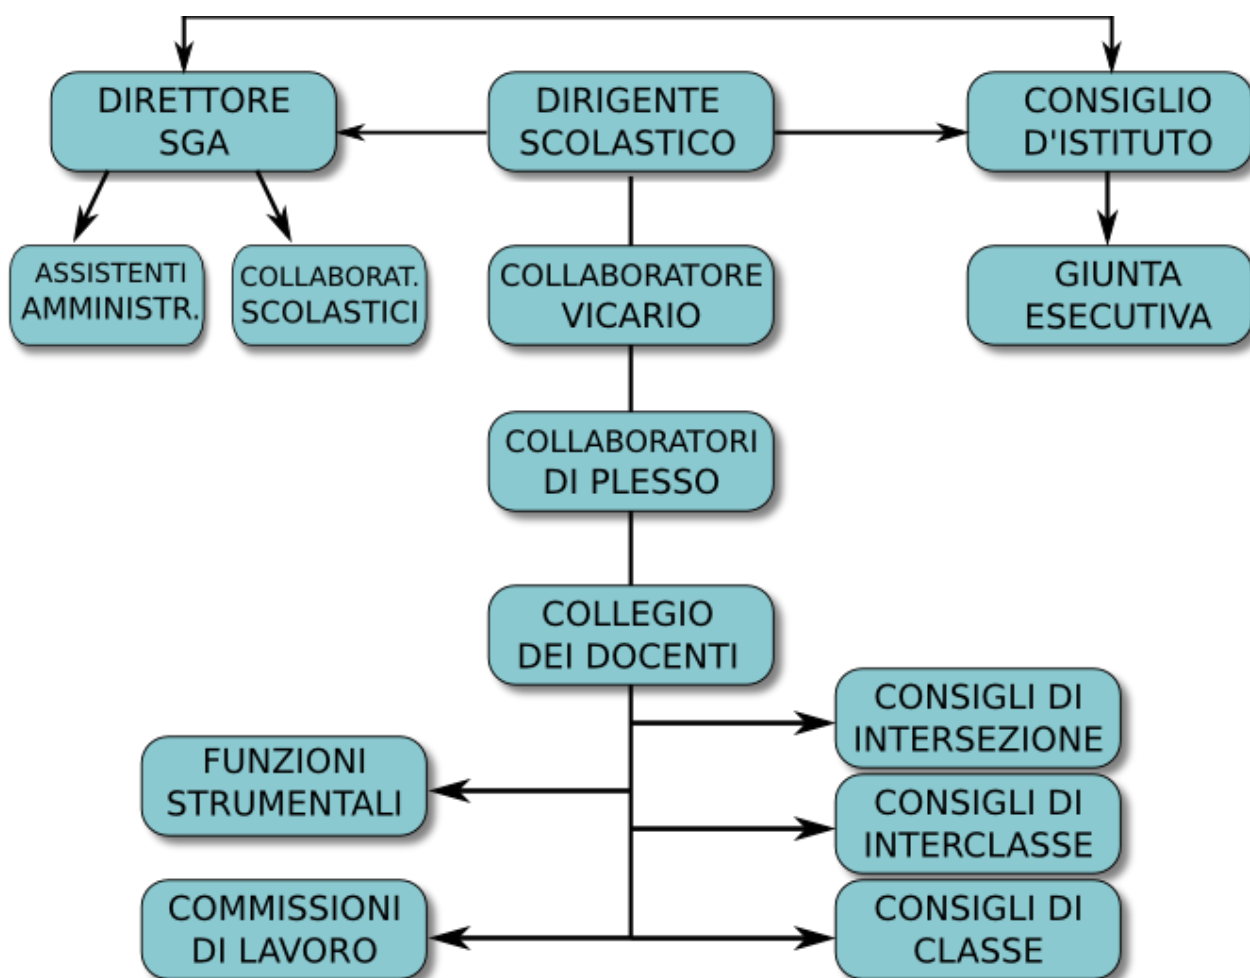 DIRETTORE
SGA
DIRIGENTE
SCOLASTICO
CONSIGLIO
D'ISTITUTO
ASSISTENTI
AMMINISTR.
COLLABORAT.
SCOLASTICI
COLLABORATORE
VICARIO
GIUNTA
ESECUTIVA
COLLABORATORI
DI PLESSO
COLLEGIO
DEI DOCENTI
CONSIGLI DI
INTERSEZIONE
FUNZIONI
STRUMENTALI
CONSIGLI DI
INTERCLASSE
COMMISSIONI
DI LAVORO
CONSIGLI DI
CLASSE